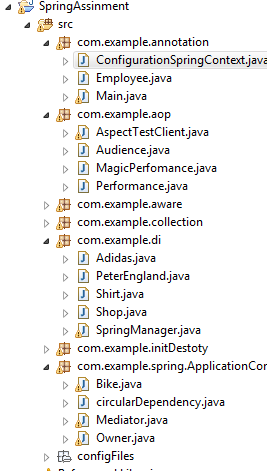 SpringAssinment
src
com.example.annotation
ConfigurationSpringContext.java
Employee.java
Main.java
com.example.aop
AspectTestClient.java
Audience.java
MagicPerfomance.java
Performance.java
com.example.aware
com.example.collection
com.example.di
Adidas.java
PeterEngland.java
Shirt.java
Shop.java
SpringManager.java
com.example.initDestoty
com.example.spring.ApplicationCon
Bike.java
circularDependency.java
Mediator.java
Owner.java
configFiles